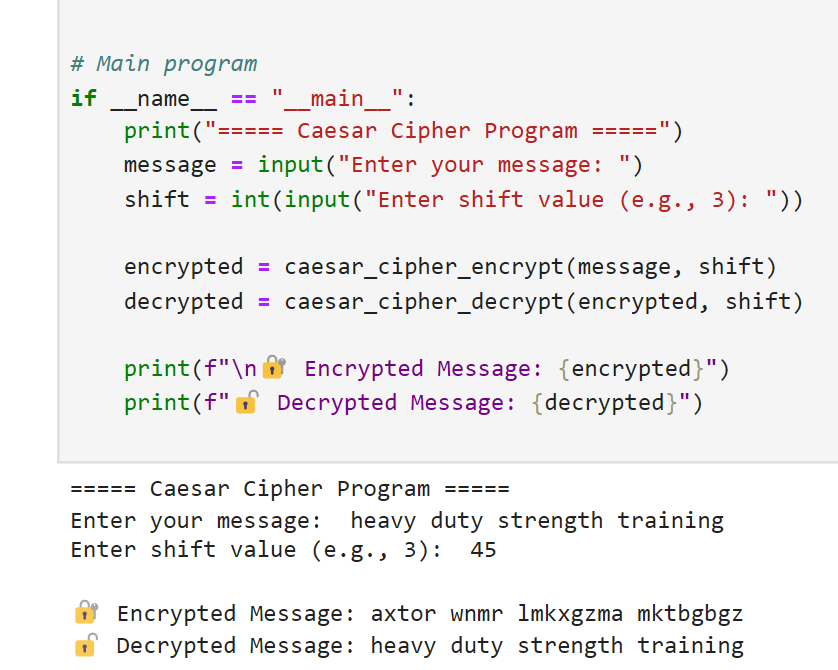 # Main program
if __name__ == "__main__":
    print("===== Caesar Cipher Program =====")
    message = input("Enter your message: ")
    shift = int(input("Enter shift value (e.g., 3): "))
    encrypted = caesar_cipher_encrypt(message, shift)
    decrypted = caesar_cipher_decrypt(encrypted, shift)
    print(f"\n🔐 Encrypted Message: {encrypted}")
    print(f"🔓 Decrypted Message: {decrypted}")
===== Caesar Cipher Program =====
Enter your message:  heavy duty strength training
Enter shift value (e.g., 3):  45
🔐 Encrypted Message: axtor wnmr lmkxgzma mktbgbgz
🔓 Decrypted Message: heavy duty strength training